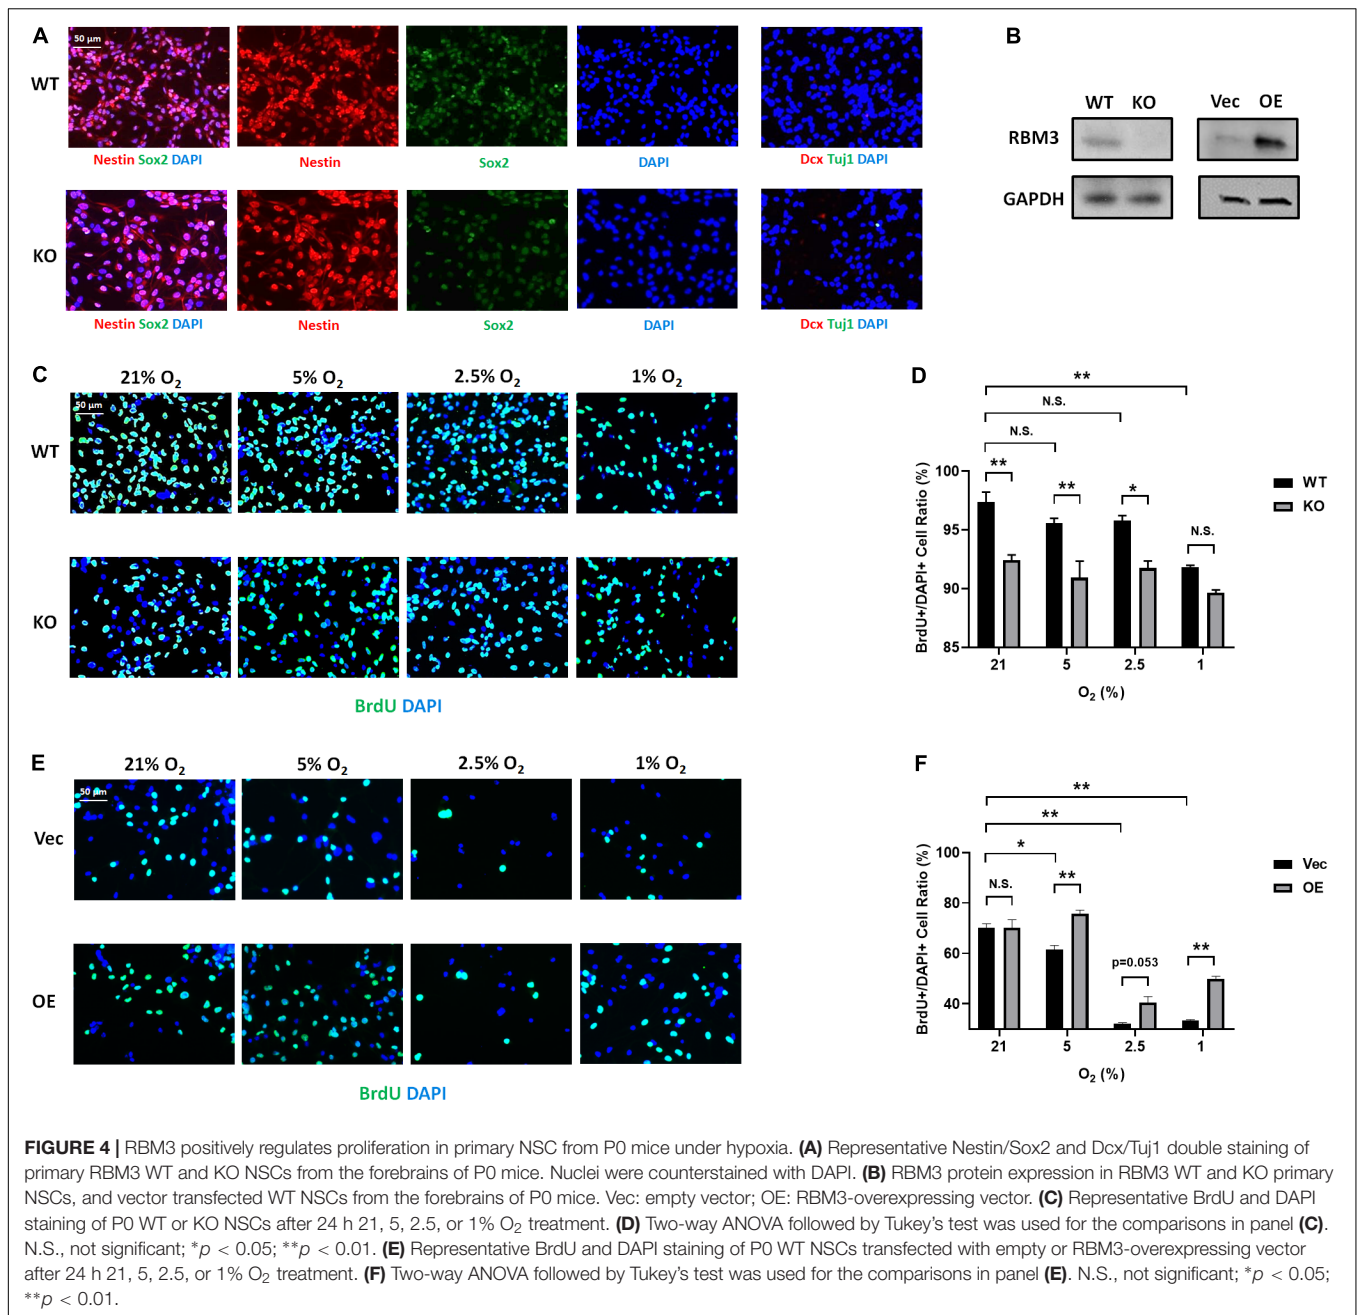 A
50 µm
WT
Nestin Sox2 DAPI
Nestin
Sox2
DAPI
Dcx Tuj1 DAPI
KO
Nestin Sox2 DAPI
Nestin
Sox2
DAPI
Dcx Tuj1 DAPI
B
WT KO
Vec OE
RBM3
GAPDH
C
21% O2 5% O2 2.5% O2 1% O2
50 µm
WT
KO
BrdU DAPI
D
**
N.S.
N.S.
** ** * N.S.
BrdU+/DAPI+ Cell Ratio (%)
100
95
90
85
21 5 2.5 1
O2 (%)
WT
KO
E
21% O2 5% O2 2.5% O2 1% O2
50 µm
Vec
OE
BrdU DAPI
F
**
**
*
N.S. ** p=0.053 **
BrdU+/DAPI+ Cell Ratio (%)
100
80
60
40
21 5 2.5 1
O2 (%)
Vec
OE
FIGURE 4 | RBM3 positively regulates proliferation in primary NSC from P0 mice under hypoxia. (A) Representative Nestin/Sox2 and Dcx/Tuj1 double staining of
primary RBM3 WT and KO NSCs from the forebrains of P0 mice. Nuclei were counterstained with DAPI. (B) RBM3 protein expression in RBM3 WT and KO primary
NSCs, and vector transfected WT NSCs from the forebrains of P0 mice. Vec: empty vector; OE: RBM3-overexpressing vector. (C) Representative BrdU and DAPI
staining of P0 WT or KO NSCs after 24 h 21, 5, 2.5, or 1% O2 treatment. (D) Two-way ANOVA followed by Tukey's test was used for the comparisons in panel (C).
N.S., not significant; *p < 0.05; **p < 0.01. (E) Representative BrdU and DAPI staining of P0 WT NSCs transfected with empty or RBM3-overexpressing vector
after 24 h 21, 5, 2.5, or 1% O2 treatment. (F) Two-way ANOVA followed by Tukey's test was used for the comparisons in panel (E). N.S., not significant; *p < 0.05;
**p < 0.01.